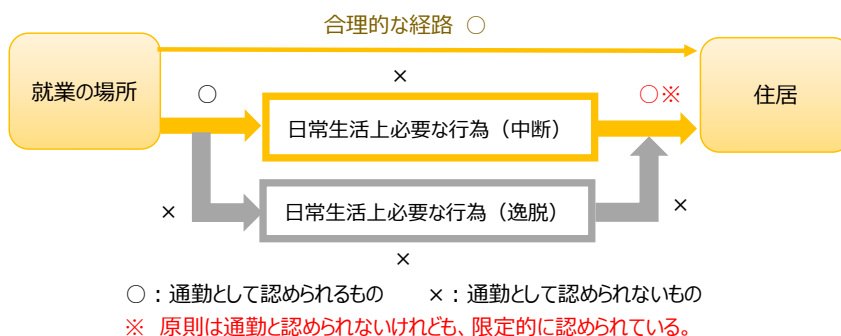 合理的な経路 ○
就業の場所
○
×
○※
住居
日常生活上必要な行為（中断）
×
日常生活上必要な行為（逸脱）
×
×
○：通勤として認められるもの　×：通勤として認められないもの
※ 原則は通勤と認められないけれども、限定的に認められている。